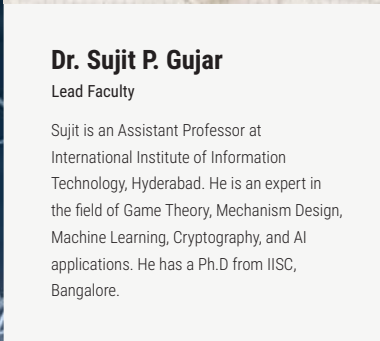 Dr. Sujit P. Gujar
Lead Faculty
Sujit is an Assistant Professor at
International Institute of Information
Technology, Hyderabad. He is an expert in
the field of Game Theory, Mechanism Design,
Machine Learning, Cryptography, and AI
applications. He has a Ph.D from IISC,
Bangalore.